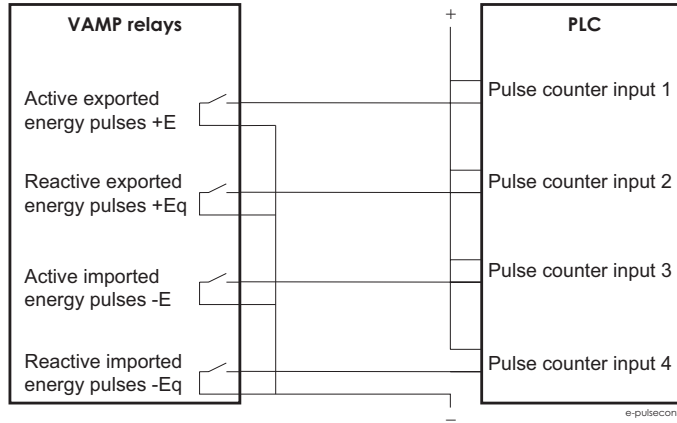 VAMP relays
+
PLC
Active exported
energy pulses +E
Pulse counter input 1
Reactive exported
energy pulses +Eq
Pulse counter input 2
Active imported
energy pulses -E
Pulse counter input 3
Reactive imported
energy pulses -Eq
Pulse counter input 4
–
e-pulsecon